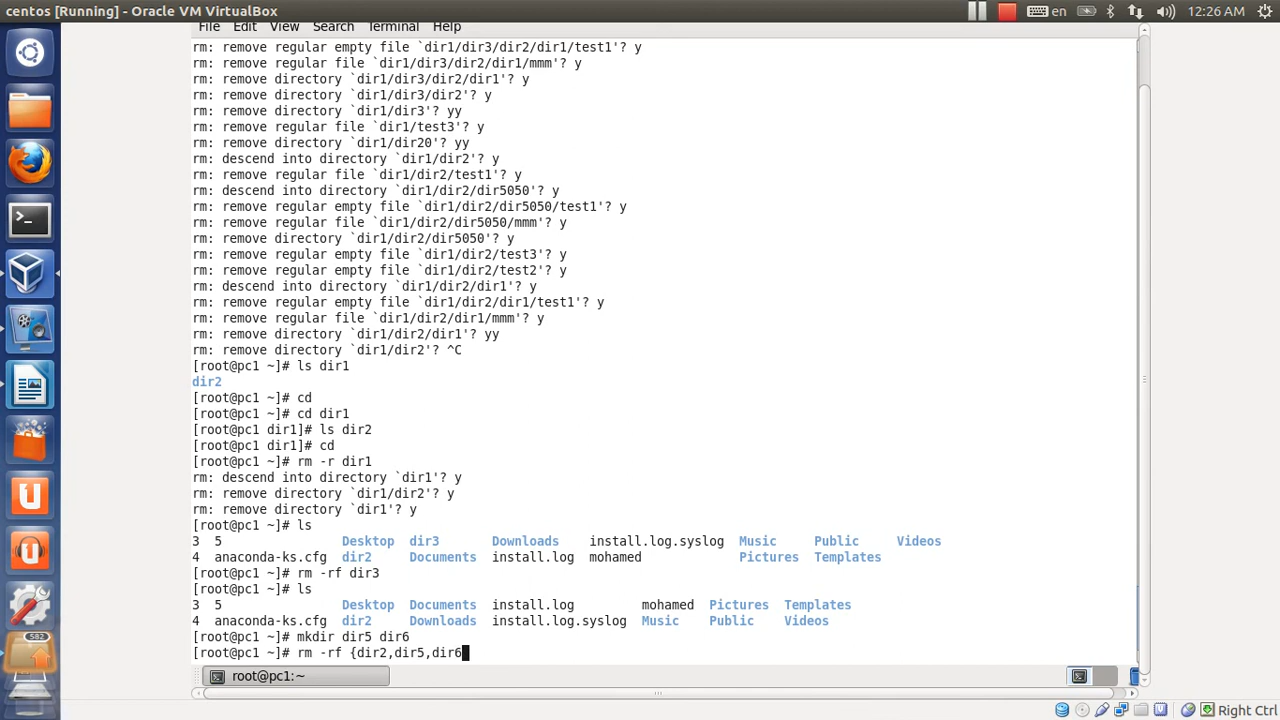 centos [Running] - Oracle VM VirtualBox
en
12:26 AM
File Edit View Search Terminal Help
rm: remove regular empty file `dir1/dir3/dir2/dir1/test1'? y
rm: remove regular file `dir1/dir3/dir2/dir1/mmm'? y
rm: remove directory `dir1/dir3/dir2/dir1'? y
rm: remove directory `dir1/dir3/dir2'? y
rm: remove directory `dir1/dir3'? yy
rm: remove regular file `dir1/test3'? y
rm: remove directory `dir1/dir20'? yy
rm: descend into directory `dir1/dir2'? y
rm: remove regular file `dir1/dir2/test1'? y
rm: descend into directory `dir1/dir2/dir5050'? y
rm: remove regular empty file `dir1/dir2/dir5050/test1'? y
rm: remove regular file `dir1/dir2/dir5050/mmm'? y
rm: remove directory `dir1/dir2/dir5050'? y
rm: remove regular empty file `dir1/dir2/test3'? y
rm: remove regular empty file `dir1/dir2/test2'? y
rm: descend into directory `dir1/dir2/dir1'? y
rm: remove regular empty file `dir1/dir2/dir1/test1'? y
rm: remove regular file `dir1/dir2/dir1/mmm'? y
rm: remove directory `dir1/dir2/dir1'? yy
rm: remove directory `dir1/dir2'? ^C
[root@pc1 ~]# ls dir1
dir2
[root@pc1 ~]# cd
[root@pc1 ~]# cd dir1
[root@pc1 dir1]# ls dir2
[root@pc1 dir1]# cd
[root@pc1 ~]# rm -r dir1
rm: descend into directory `dir1'? y
rm: remove directory `dir1/dir2'? y
rm: remove directory `dir1'? y
[root@pc1 ~]# ls
3 5 Desktop dir3 Downloads install.log.syslog Music Public Videos
4 anaconda-ks.cfg dir2 Documents install.log mohamed Pictures Templates
[root@pc1 ~]# rm -rf dir3
[root@pc1 ~]# ls
3 5 Desktop Documents install.log mohamed Pictures Templates
4 anaconda-ks.cfg dir2 Downloads install.log.syslog Music Public Videos
[root@pc1 ~]# mkdir dir5 dir6
[root@pc1 ~]# rm -rf {dir2,dir5,dir6
root@pc1:~
582
Right Ctrl